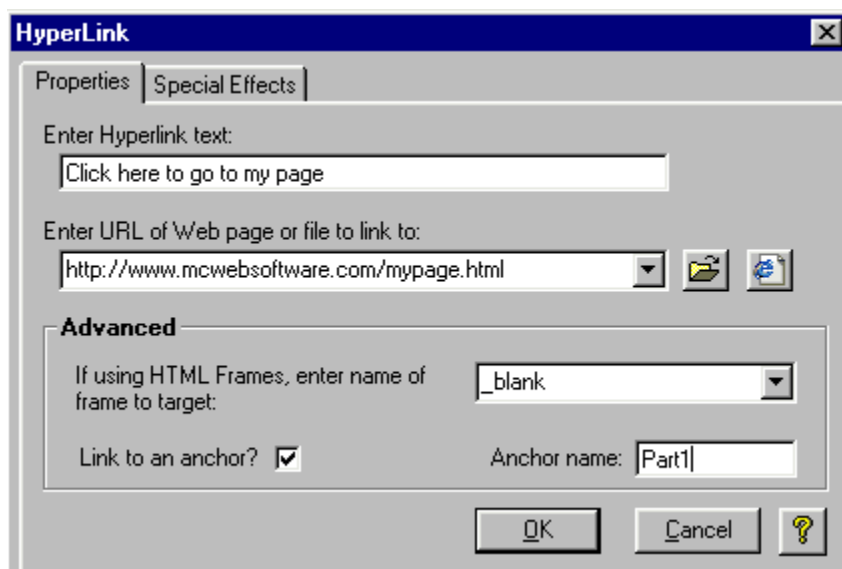 HyperLink
Properties
Special Effects
Enter Hyperlink text:
Click here to go to my page
Enter URL of Web page or file to link to:
http://www.mcwebsoftware.com/mypage.html
Advanced
If using HTML Frames, enter name of
frame to target:
_blank
Link to an anchor?
Anchor name:
Part1
OK
Cancel
?